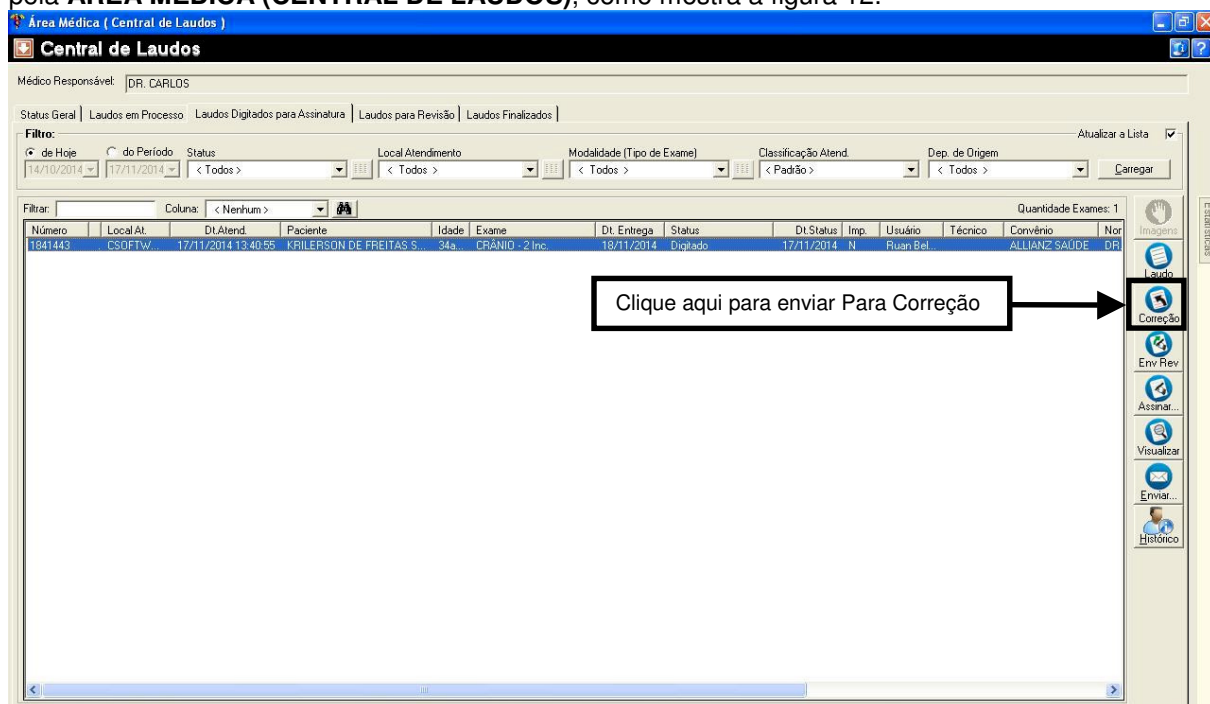 pela ÁREA MÉDICA (CENTRAL DE LAUDOS), como mostra a figura 12.
Área Médica ( Central de Laudos )
Central de Laudos
Médico Responsável: DR. CARLOS
Status Geral Laudos em Processo Laudos Digitados para Assinatura Laudos para Revisão Laudos Finalizados
Filtro: Atualizar a Lista
de Hoje do Período Status Local Atendimento Modalidade (Tipo de Exame) Classificação Atend. Dep. de Origem
14/10/2014 17/11/2014 < Todos > < Todos > < Todos > < Padrão > < Todos > Carregar
Filtrar: Coluna: < Nenhum > Quantidade Exames: 1
Número Local At. Dt.Atend. Paciente Idade Exame Dt. Entrega Status Dt.Status Imp. Usuário Técnico Convênio Nor
1841443 CSOFTW... 17/11/2014 13:40:55 KRILERSON DE FREITAS S... 34a... CRÂNIO - 2 Inc. 18/11/2014 Digitado 17/11/2014 N Ruan Bel... ALLIANZ SAÚDE DR.
Imagens
Laudo
Clique aqui para enviar Para Correção
Correção
Env Rev
Assinar...
Visualizar
Enviar...
Histórico
Estatísticas